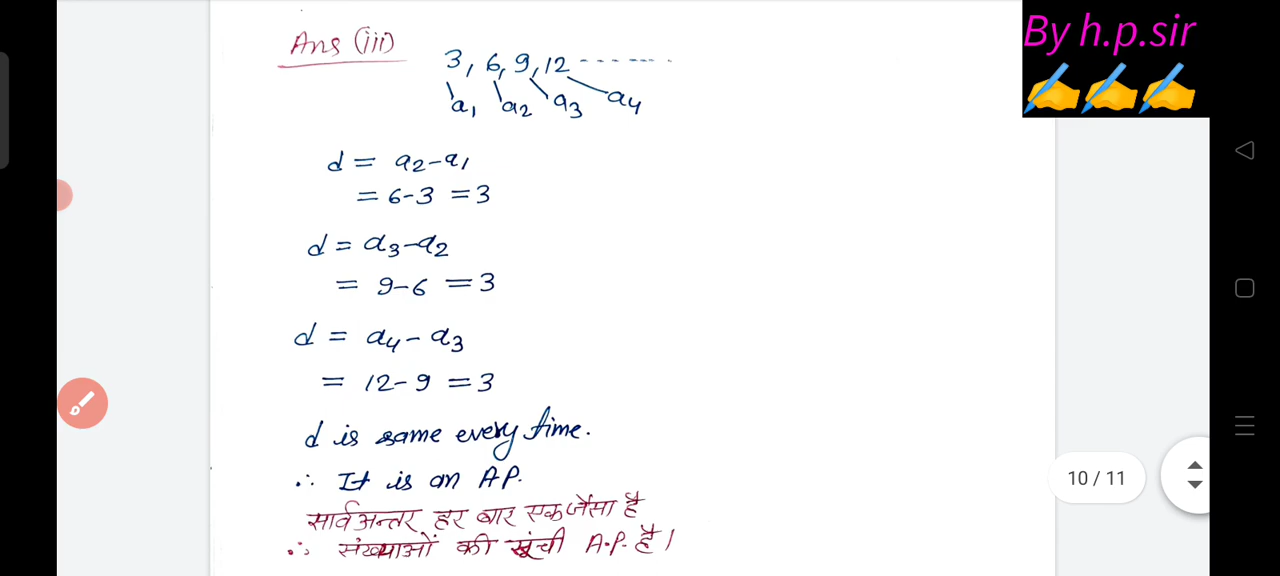 By h.p.sir
✍️✍️✍️
Ans (iii)
3, 6, 9, 12 -------
a1 a2 a3 a4
d = a2-a1
= 6-3 = 3
d = a3-a2
= 9-6 = 3
d = a4-a3
= 12-9 = 3
d is same every time.
∴ It is an A.P.
सार्वअन्तर हर बार एक जैसा है
∴ संख्याओं की सूंची A.P. है।
10 / 11